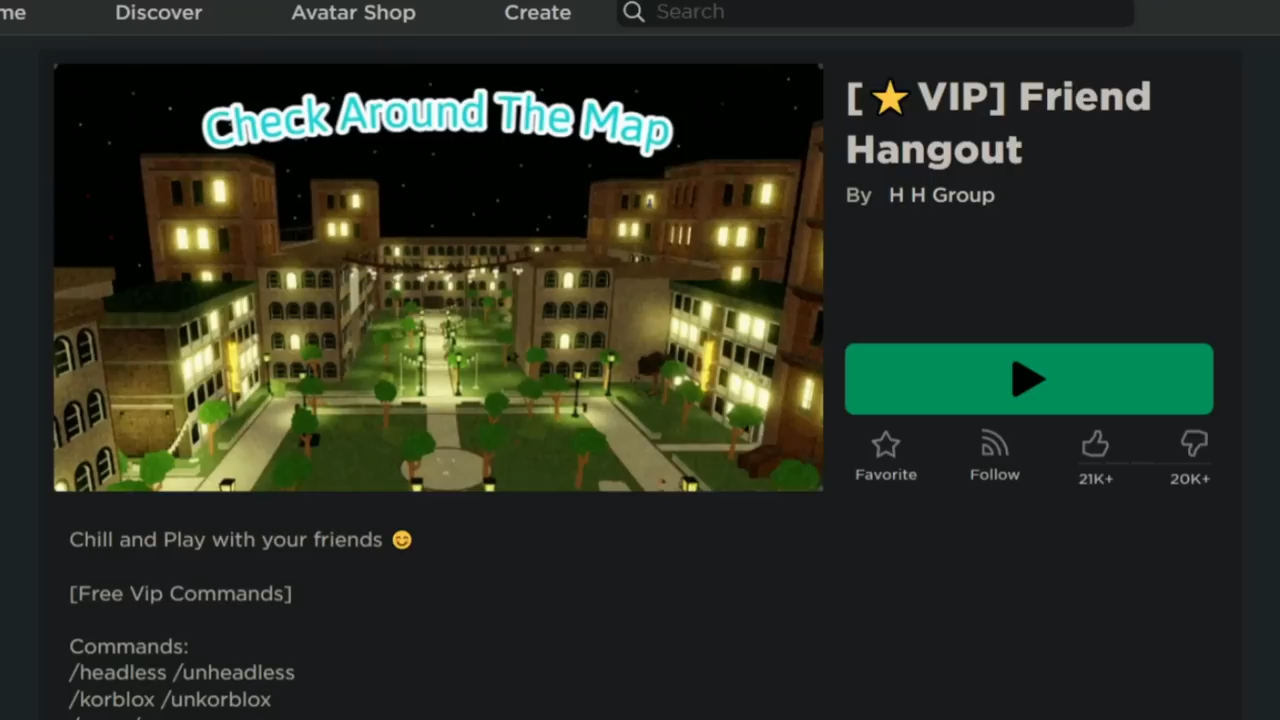 me Discover Avatar Shop Create Search
Check Around The Map
[⭐VIP] Friend
Hangout
By H H Group
Favorite Follow 21K+ 20K+
Chill and Play with your friends 😊
[Free Vip Commands]
Commands:
/headless /unheadless
/korblox /unkorblox